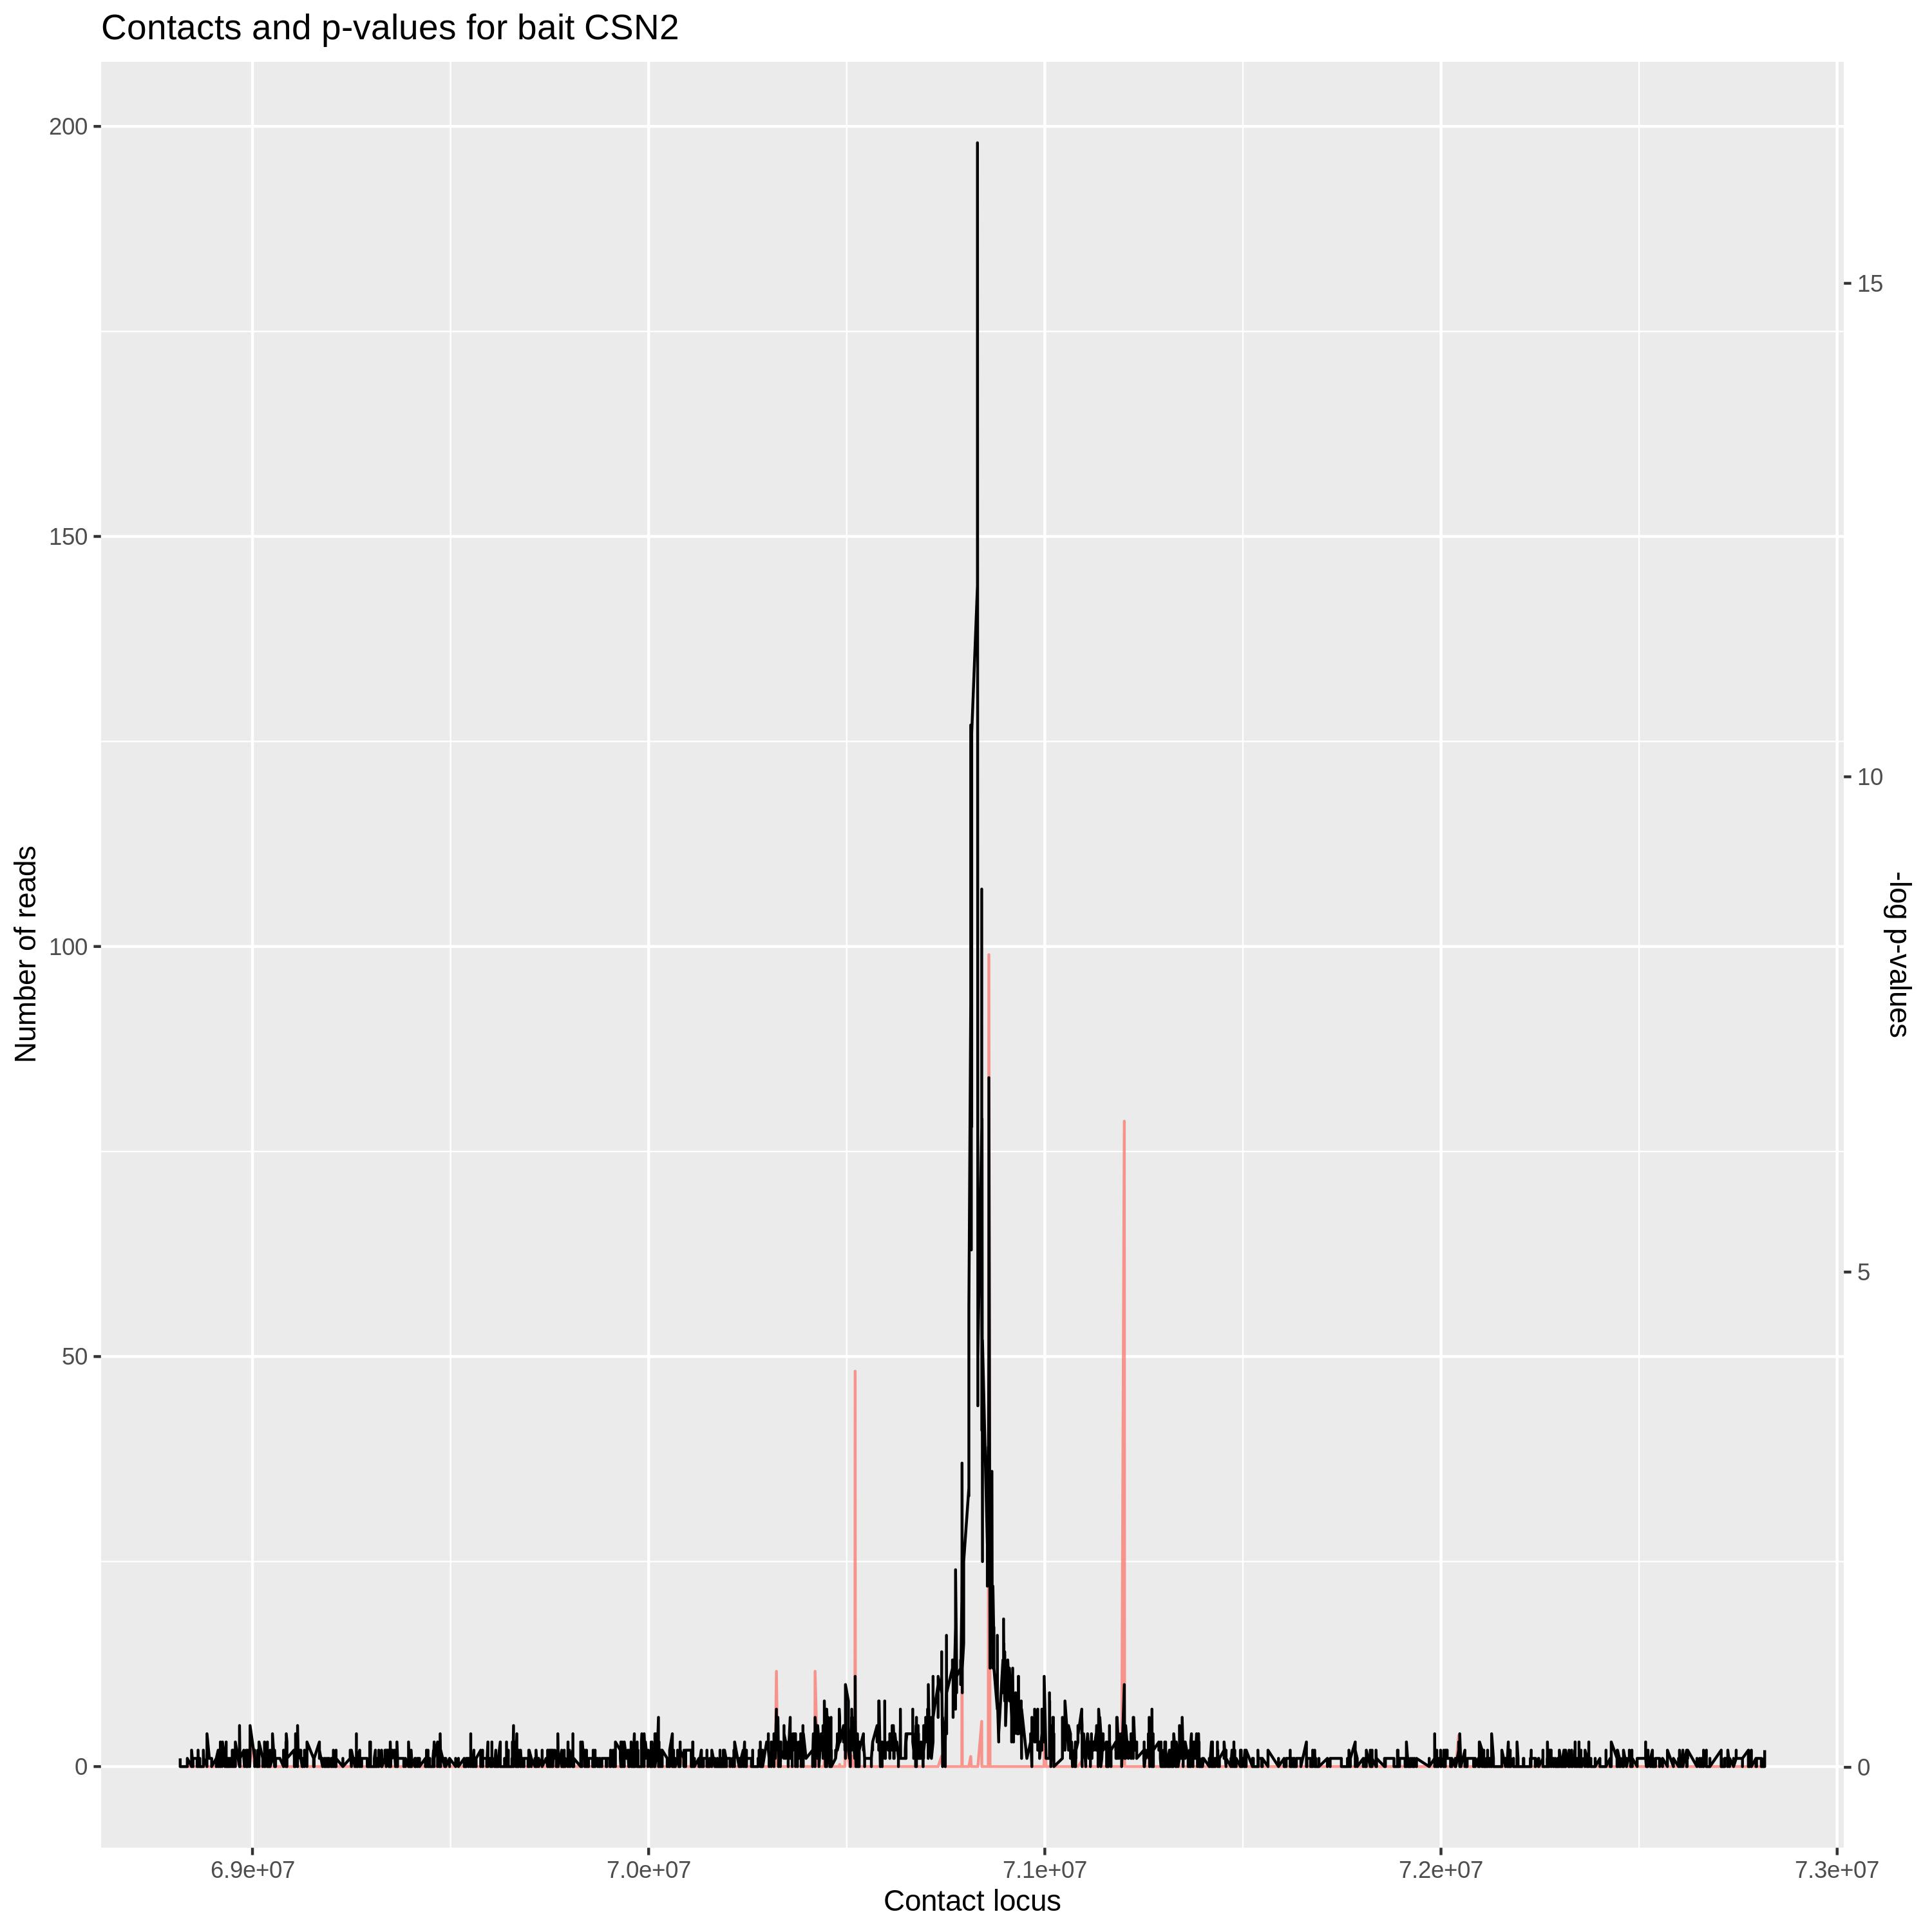 Contacts and p-values for bait CSN2
Number of reads
200
150
100
50
0
15
10
5
0
-log p-values
6.9e+07 7.0e+07 7.1e+07 7.2e+07 7.3e+07
Contact locus